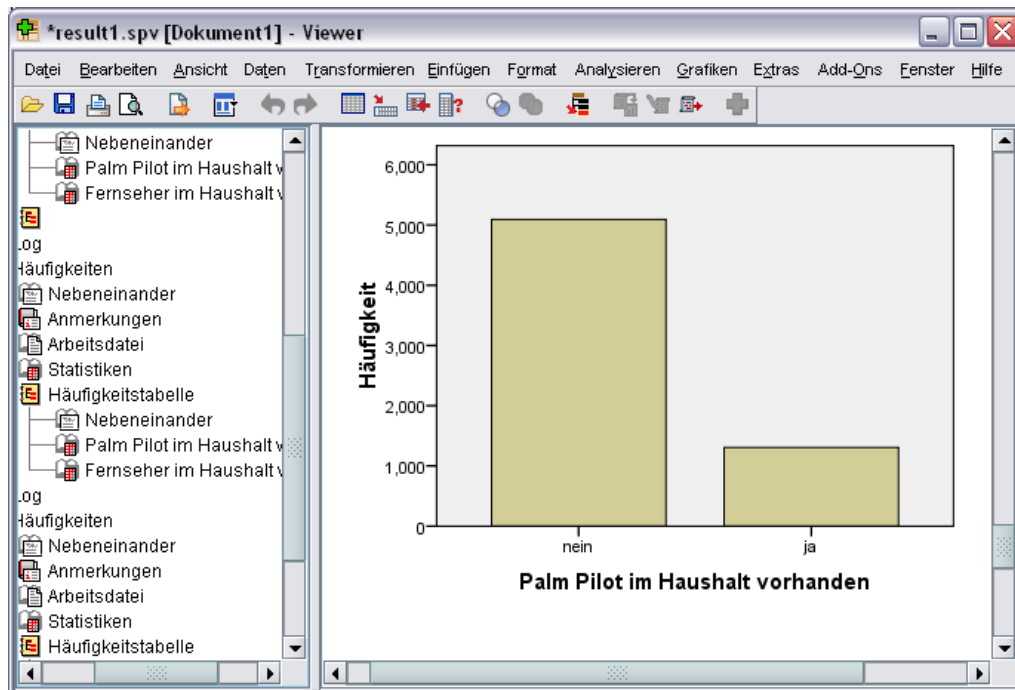 *result1.spv [Dokument1] - Viewer
Datei Bearbeiten Ansicht Daten Transformieren Einfügen Format Analysieren Grafiken Extras Add-Ons Fenster Hilfe
Nebeneinander
Palm Pilot im Haushalt v
Fernseher im Haushalt v
Log
Häufigkeiten
Nebeneinander
Anmerkungen
Arbeitsdatei
Statistiken
Häufigkeitstabelle
Nebeneinander
Palm Pilot im Haushalt v
Fernseher im Haushalt v
Log
Häufigkeiten
Nebeneinander
Anmerkungen
Arbeitsdatei
Statistiken
Häufigkeitstabelle
Häufigkeit
6,000
5,000
4,000
3,000
2,000
1,000
0
nein ja
Palm Pilot im Haushalt vorhanden